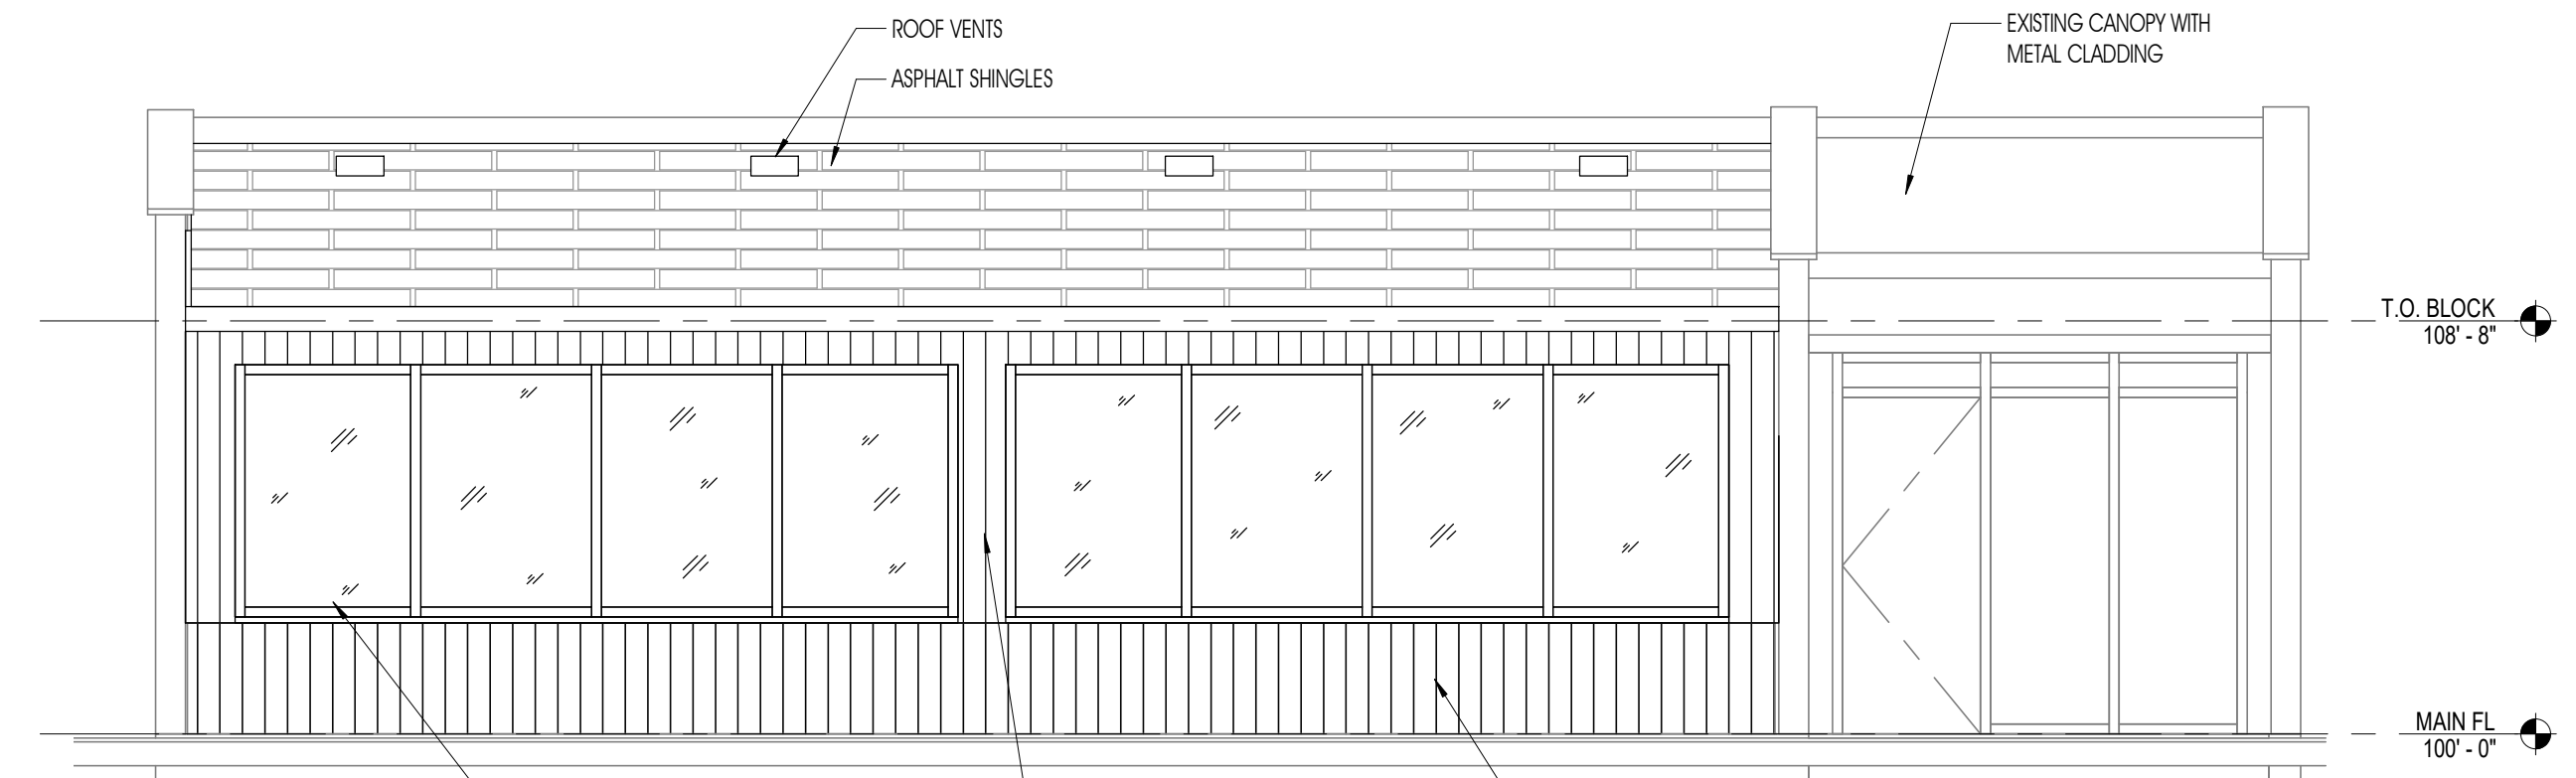 ROOF VENTS
ASPHALT SHINGLES
EXISTING CANOPY WITH
METAL CLADDING
T.O. BLOCK
108' - 8"
MAIN FL
100' - 0"